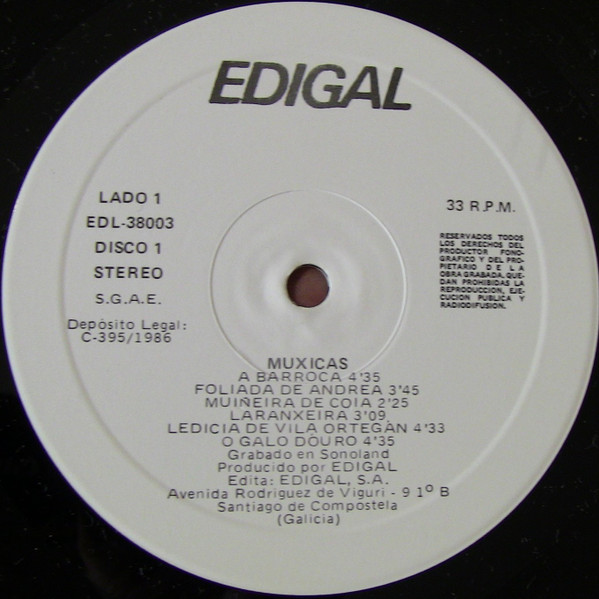 EDIGAL
LADO 1
EDL-38003
DISCO 1
STEREO
S.G.A.E.
Depósito Legal:
C-395/1986
33 R.P.M.
RESERVADOS TODOS
LOS DERECHOS DEL
PRODUCTOR FONO-
GRAFICO Y DEL PRO-
PIETARIO DE LA
OBRA GRABADA. QUE-
DAN PROHIBIDAS LA
REPRODUCCION, EJE-
CUCION PUBLICA Y
RADIODIFUSION.
MUXICAS
A BARROCA 4'35
FOLIADA DE ANDREA 3'45
MUIÑEIRA DE COIA 2'25
LARANXEIRA 3'09
LEDICIA DE VILA ORTEGÁN 4'33
O GALO DOURO 4'35
Grabado en Sonoland
Producido por EDIGAL
Edita: EDIGAL, S.A.
Avenida Rodriguez de Viguri - 9 1º B
Santiago de Compostela
(Galicia)